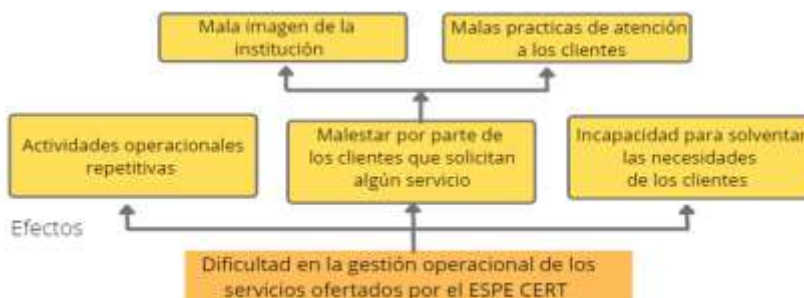 Mala imagen de la
institución
Malas practicas de atención
a los clientes
Actividades operacionales
repetitivas
Malestar por parte de
los clientes que solicitan
algún servicio
Incapacidad para solventar
las necesidades
de los clientes
Efectos
Dificultad en la gestión operacional de los
servicios ofertados por el ESPE CERT